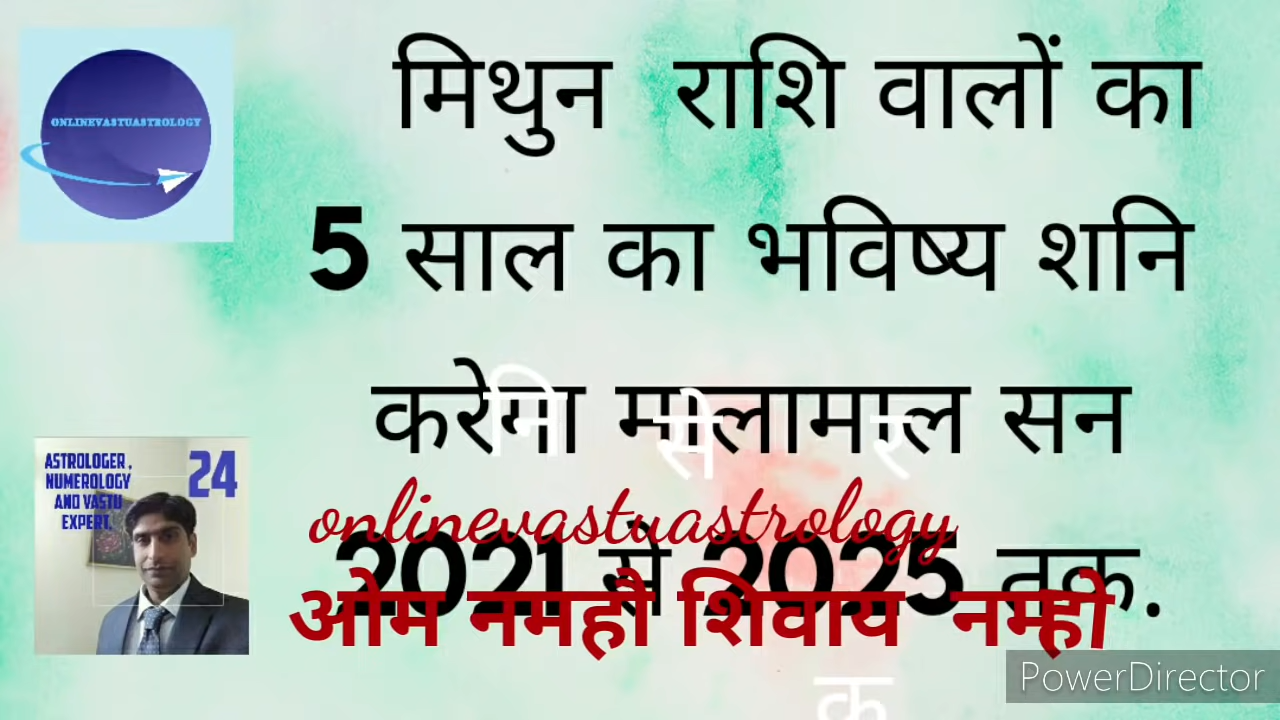 ONLINEVASTUASTROLOGY
मिथुन राशि वालों का
5 साल का भविष्य शनि
करेगा मालामाल सन
2021 से 2025 तक.
नि से र
क
onlinevastuastrology
ओम नमहौ शिवाय नम्हो
ASTROLOGER,
NUMEROLOGY
AND VASTU
EXPERT,
24
PowerDirector